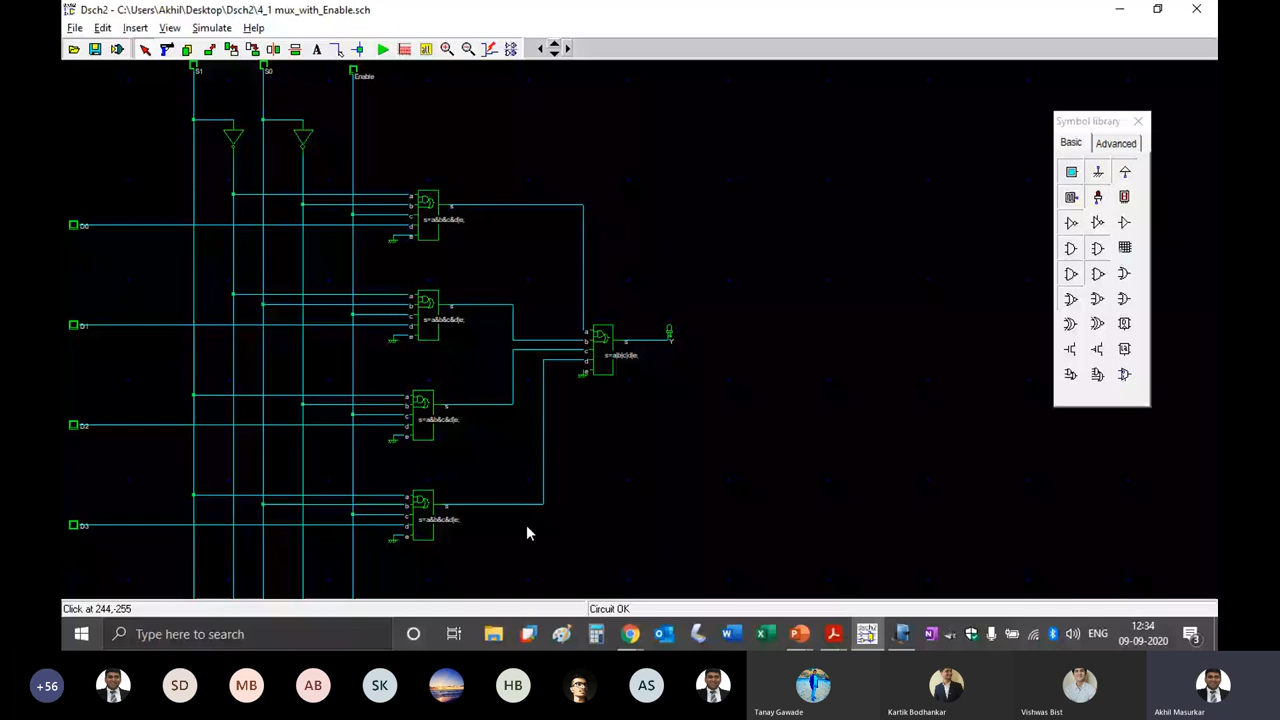 Dsch2 - C:\Users\Akhil\Desktop\Dsch2\4_1 mux_with_Enable.sch
File Edit Insert View Simulate Help
S1 S0 Enable
Symbol library
Basic Advanced
a
b s
c s=a&b&c&d|e;
D0 d
e
a
b s
c s=a&b&c&d|e;
D1 d
e
a
b s
c s=a|b|c|d|e;
d
e
Y
a
b s
c s=a&b&c&d|e;
D2 d
e
a
b s
c s=a&b&c&d|e;
D3 d
e
Click at 244,-255 Circuit OK
Type here to search
ENG
12:34
09-09-2020
3
+56 SD MB AB SK HB AS
Tanay Gawade Kartik Bodhankar Vishwas Bist Akhil Masurkar